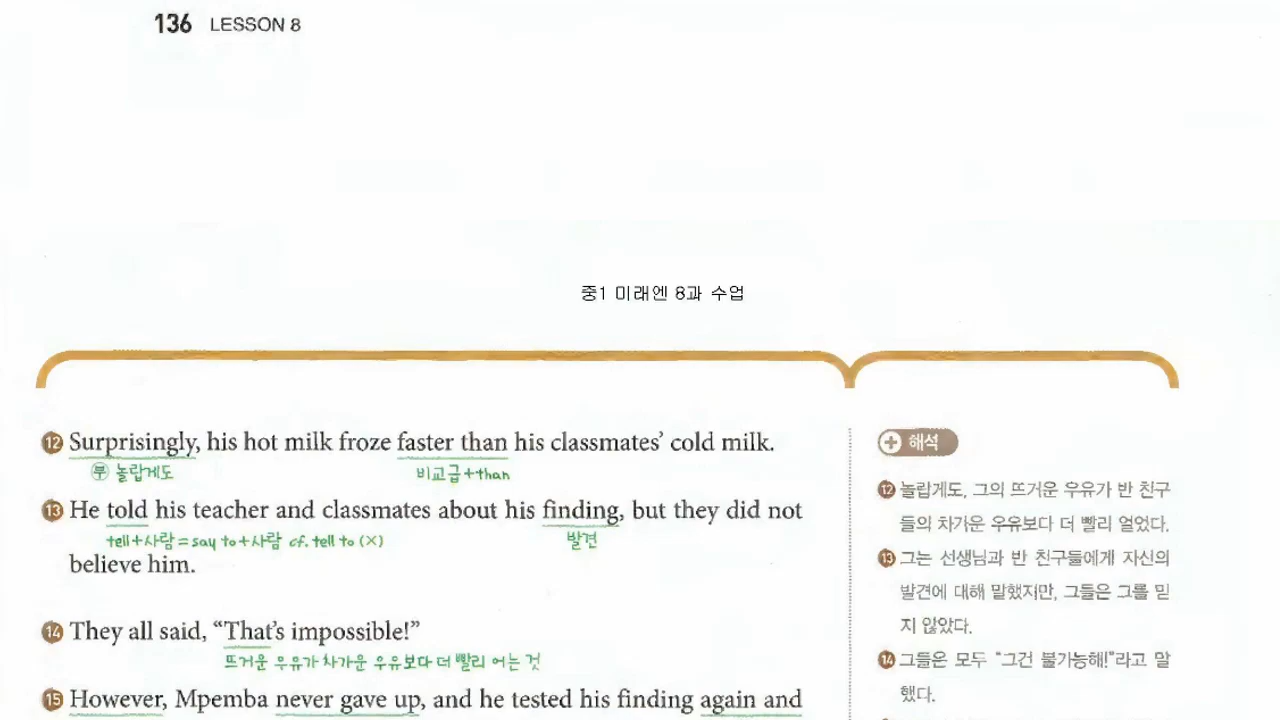 136 LESSON 8
중1 미래엔 8과 수업
12 Surprisingly, his hot milk froze faster than his classmates’ cold milk.
부 놀랍게도 비교급+than
13 He told his teacher and classmates about his finding, but they did not
tell+사람=say to+사람 cf. tell to (X) 발견
believe him.
14 They all said, “That’s impossible!”
뜨거운 우유가 차가운 우유보다 더 빨리 어는 것
15 However, Mpemba never gave up, and he tested his finding again and
+ 해석
12 놀랍게도, 그의 뜨거운 우유가 반 친구
들의 차가운 우유보다 더 빨리 얼었다.
13 그는 선생님과 반 친구들에게 자신의
발견에 대해 말했지만, 그들은 그를 믿
지 않았다.
14 그들은 모두 “그건 불가능해!”라고 말
했다.